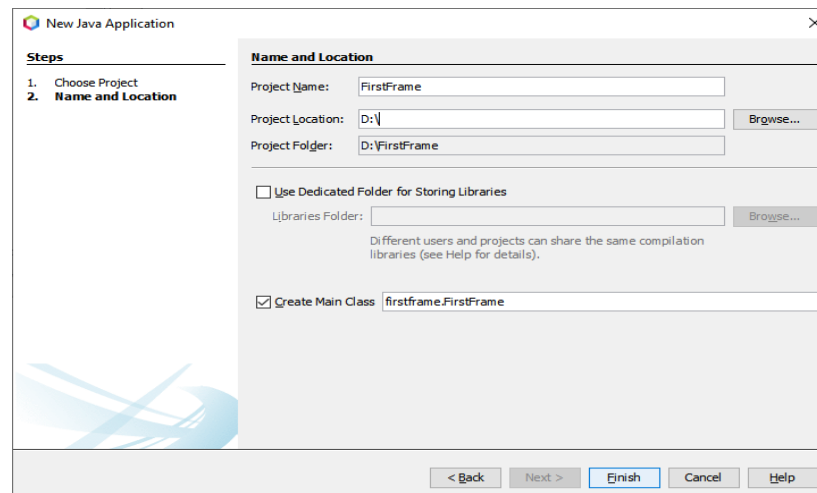 New Java Application
Steps
1. Choose Project
2. Name and Location
Name and Location
Project Name: FirstFrame
Project Location: D:\ Browse...
Project Folder: D:\FirstFrame
Use Dedicated Folder for Storing Libraries
Libraries Folder: Browse...
Different users and projects can share the same compilation
libraries (see Help for details).
Create Main Class firstframe.FirstFrame
< Back Next > Finish Cancel Help